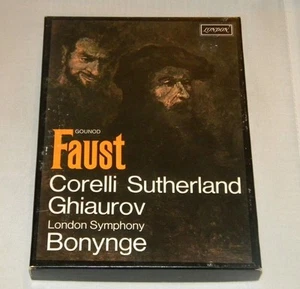 LONDON
GOUNOD
Faust
Corelli Sutherland
Ghiaurov
London Symphony
Bonynge